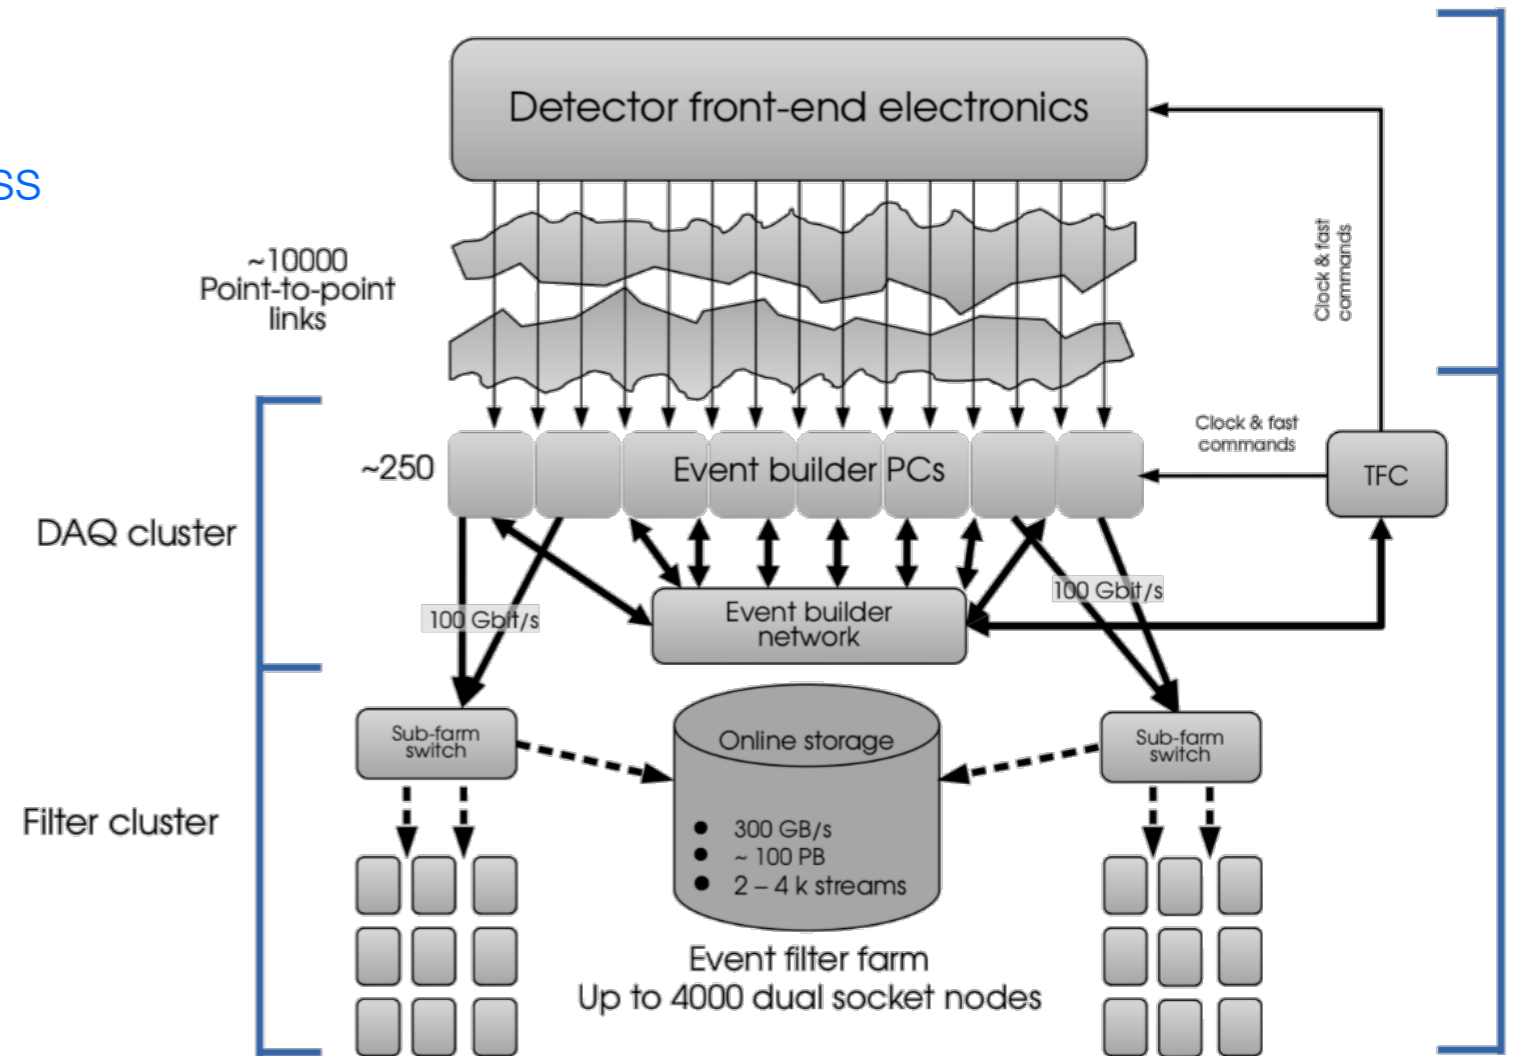 Detector front-end electronics
ss
~10000
Point-to-point
links
Clock & fast
commands
~250
Event builder PCs
Clock & fast
commands
TFC
DAQ cluster
100 Gbit/s
100 Gbit/s
Event builder
network
Sub-farm
switch
Online storage
Sub-farm
switch
Filter cluster
● 300 GB/s
● ~ 100 PB
● 2 – 4 k streams
Event filter farm
Up to 4000 dual socket nodes